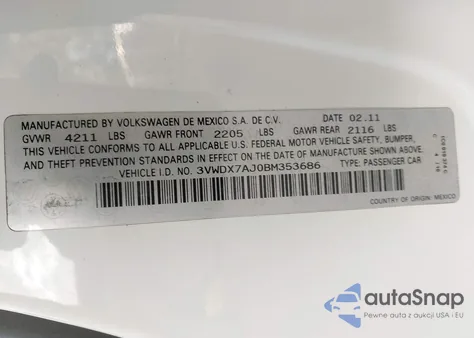 MANUFACTURED BY VOLKSWAGEN DE MEXICO S.A. DE C.V. DATE 02.11
GVWR 4211 LBS GAWR FRONT 2205 LBS GAWR REAR 2116 LBS
THIS VEHICLE CONFORMS TO ALL APPLICABLE U.S. FEDERAL MOTOR VEHICLE SAFETY, BUMPER,
AND THEFT PREVENTION STANDARDS IN EFFECT ON THE DATE OF MANUFACTURE SHOWN ABOVE.
VEHICLE I.D. NO. 3VWDX7AJ0BM353686 TYPE: PASSENGER CAR
COUNTRY OF ORIGIN: MEXICO
autoSnap
Pewne auta z aukcji USA - EU